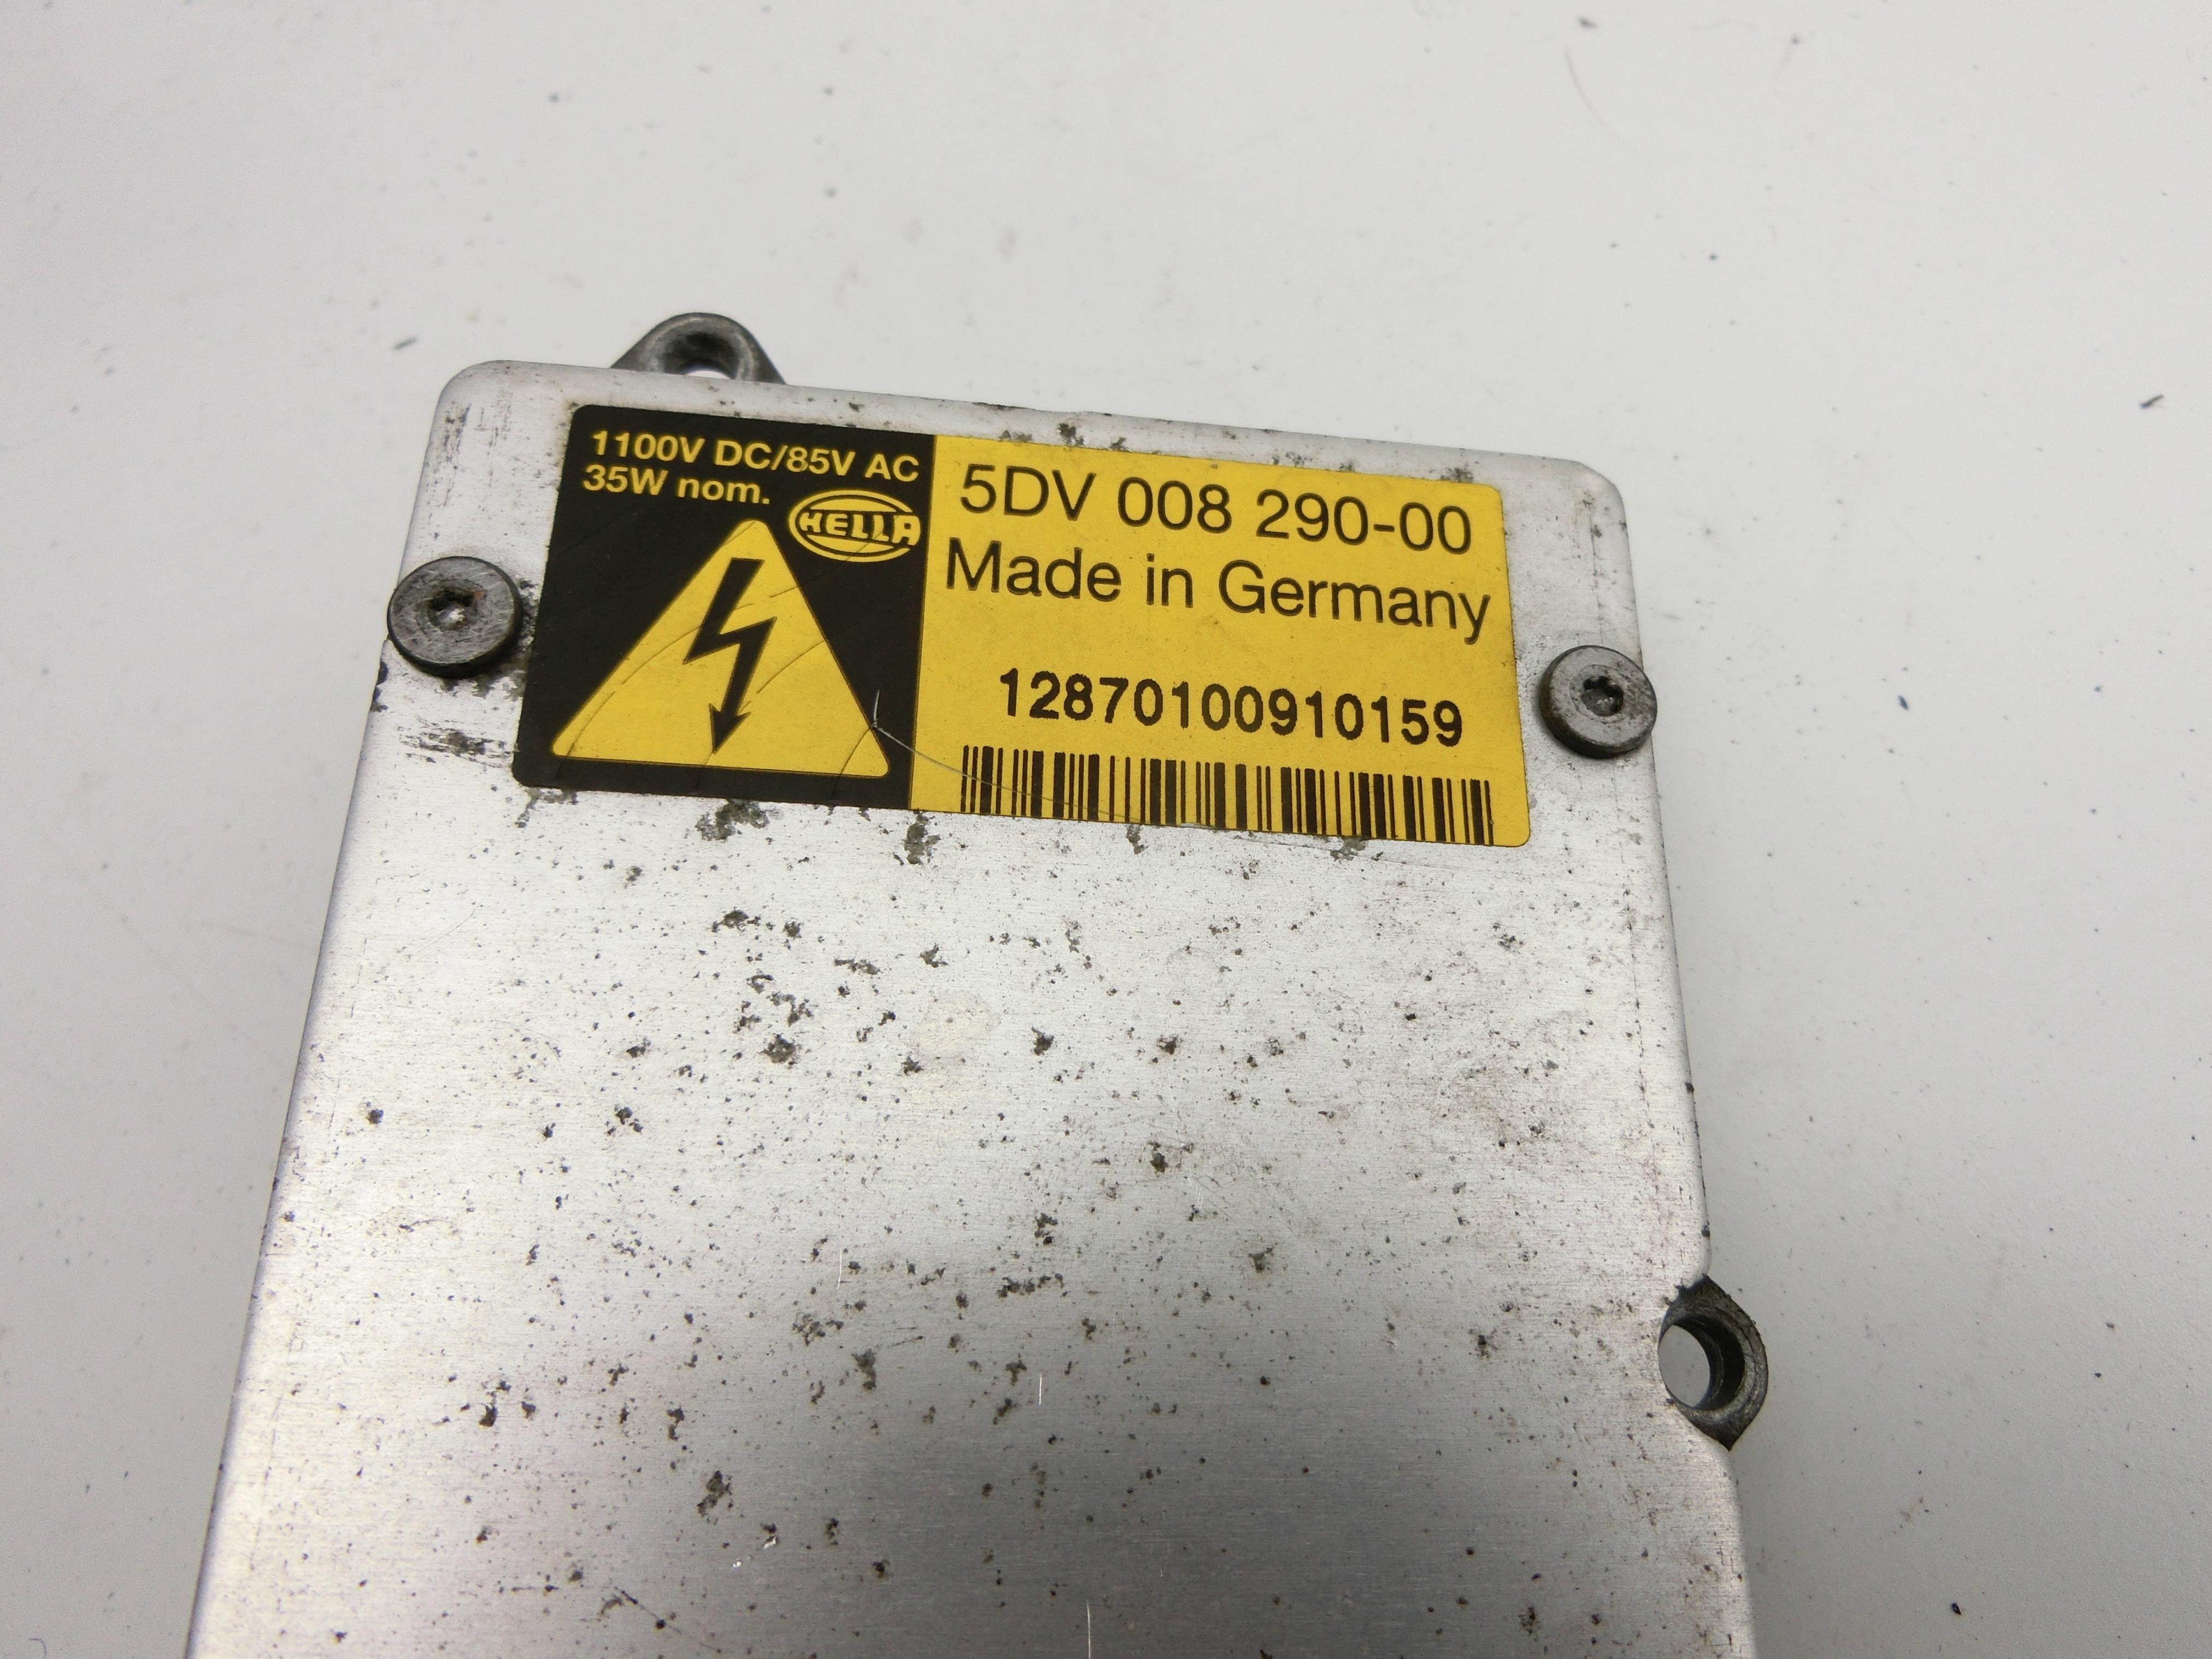 1100V DC/85V AC
35W nom.
HELLA
5DV 008 290-00
Made in Germany
12870100910159